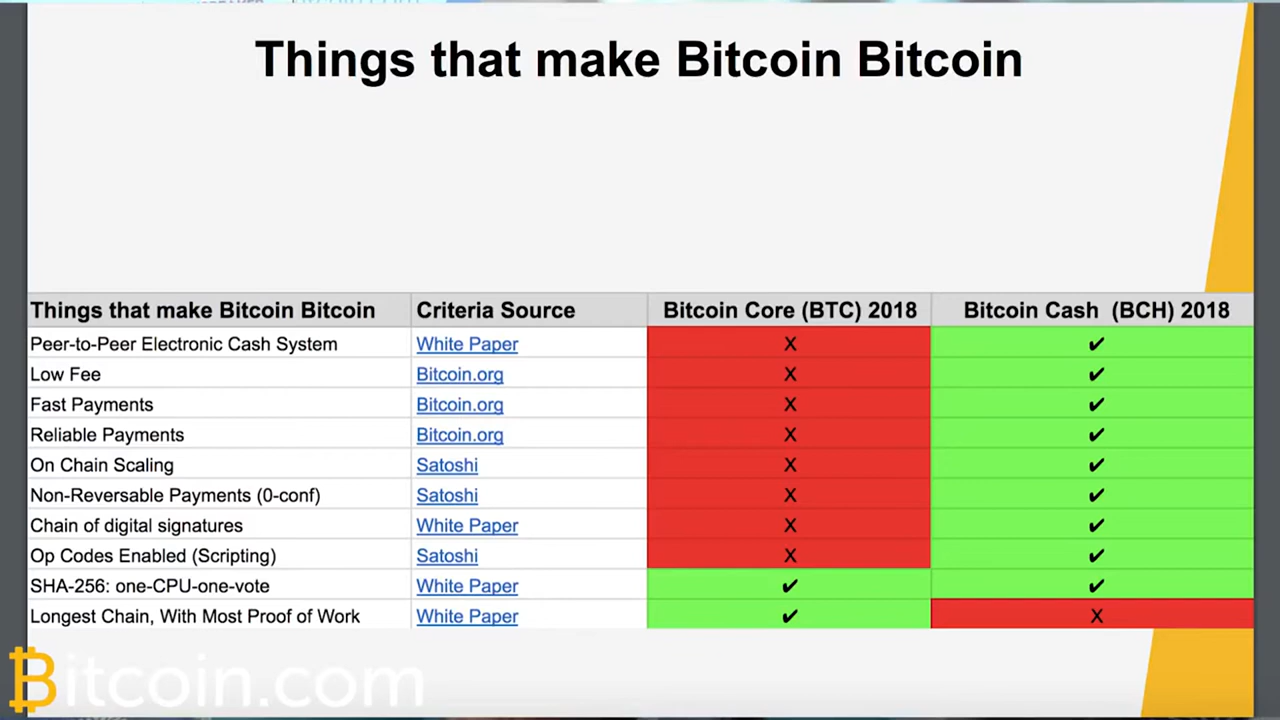 Things that make Bitcoin Bitcoin
Things that make Bitcoin Bitcoin Criteria Source Bitcoin Core (BTC) 2018 Bitcoin Cash (BCH) 2018
Peer-to-Peer Electronic Cash System White Paper X ✔
Low Fee Bitcoin.org X ✔
Fast Payments Bitcoin.org X ✔
Reliable Payments Bitcoin.org X ✔
On Chain Scaling Satoshi X ✔
Non-Reversable Payments (0-conf) Satoshi X ✔
Chain of digital signatures White Paper X ✔
Op Codes Enabled (Scripting) Satoshi X ✔
SHA-256: one-CPU-one-vote White Paper ✔ ✔
Longest Chain, With Most Proof of Work White Paper ✔ X
Bitcoin.com